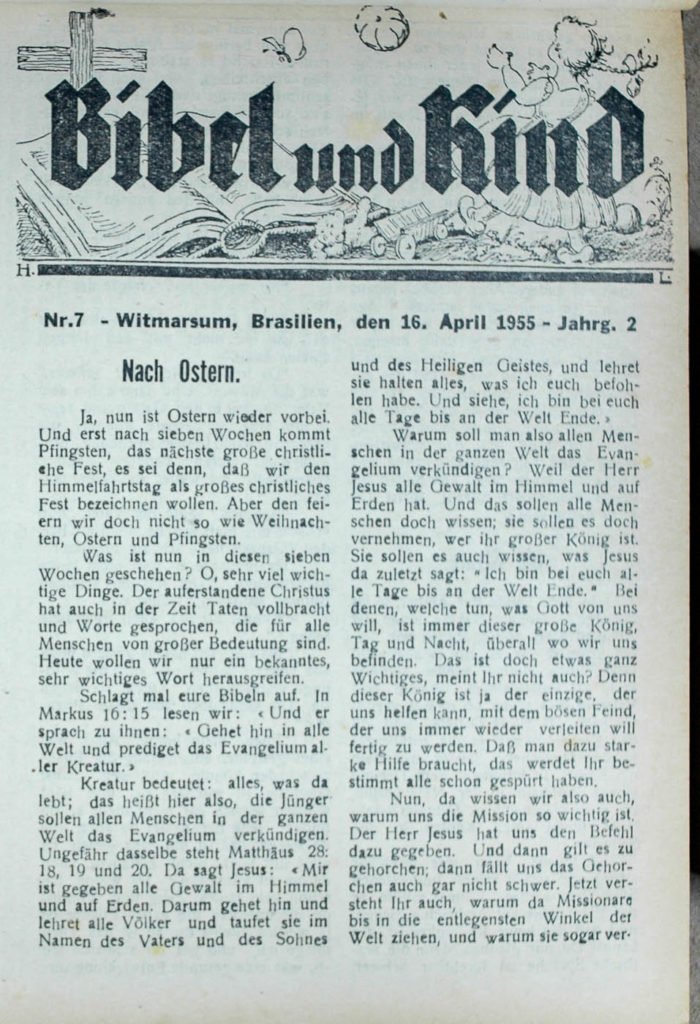 Bibel und Kind
H. L.
Nr.7 - Witmarsum, Brasilien, den 16. April 1955 - Jahrg. 2
Nach Ostern.
Ja, nun ist Ostern wieder vorbei.
Und erst nach sieben Wochen kommt
Pfingsten, das nächste große christli-
che Fest, es sei denn, daß wir den
Himmelfahrtstag als großes christliches
Fest bezeichnen wollen. Aber den fei-
ern wir doch nicht so wie Weihnach-
ten, Ostern und Pfingsten.
Was ist nun in diesen sieben
Wochen geschehen? O, sehr viel wich-
tige Dinge. Der auferstandene Christus
hat auch in der Zeit Taten vollbracht
und Worte gesprochen, die für alle
Menschen von großer Bedeutung sind.
Heute wollen wir nur ein bekanntes,
sehr wichtiges Wort herausgreifen.
Schlagt mal eure Bibeln auf. In
Markus 16: 15 lesen wir: «Und er
sprach zu ihnen: «Gehet hin in alle
Welt und prediget das Evangelium al-
ler Kreatur.»
Kreatur bedeutet: alles, was da
lebt; das heißt hier also, die Jünger
sollen allen Menschen in der ganzen
Welt das Evangelium verkündigen.
Ungefähr dasselbe steht Matthäus 28:
18, 19 und 20. Da sagt Jesus: «Mir
ist gegeben alle Gewalt im Himmel
und auf Erden. Darum gehet hin und
lehret alle Völker und taufet sie im
Namen des Vaters und des Sohnes
und des Heiligen Geistes, und lehret
sie halten alles, was ich euch befoh-
len habe. Und siehe, ich bin bei euch
alle Tage bis an der Welt Ende.»
Warum soll man also allen Men-
schen in der ganzen Welt das Evan-
gelium verkündigen? Weil der Herr
Jesus alle Gewalt im Himmel und auf
Erden hat. Und das sollen alle Men-
schen doch wissen; sie sollen es doch
vernehmen, wer ihr großer König ist.
Sie sollen es auch wissen, was Jesus
da zuletzt sagt: "Ich bin bei euch al-
le Tage bis an der Welt Ende." Bei
denen, welche tun, was Gott von uns
will, ist immer dieser große König,
Tag und Nacht, überall wo wir uns
befinden. Das ist doch etwas ganz
Wichtiges, meint Ihr nicht auch? Denn
dieser König ist ja der einzige, der
uns helfen kann, mit dem bösen Feind,
der uns immer wieder verleiten will
fertig zu werden. Daß man dazu star-
ke Hilfe braucht, das werdet Ihr be-
stimmt alle schon gespürt haben.
Nun, da wissen wir also auch,
warum uns die Mission so wichtig ist.
Der Herr Jesus hat uns den Befehl
dazu gegeben. Und dann gilt es zu
gehorchen; dann fällt uns das Gehor-
chen auch gar nicht schwer. Jetzt ver-
steht Ihr auch, warum da Missionare
bis in die entlegensten Winkel der
Welt ziehen, und warum sie sogar ver-